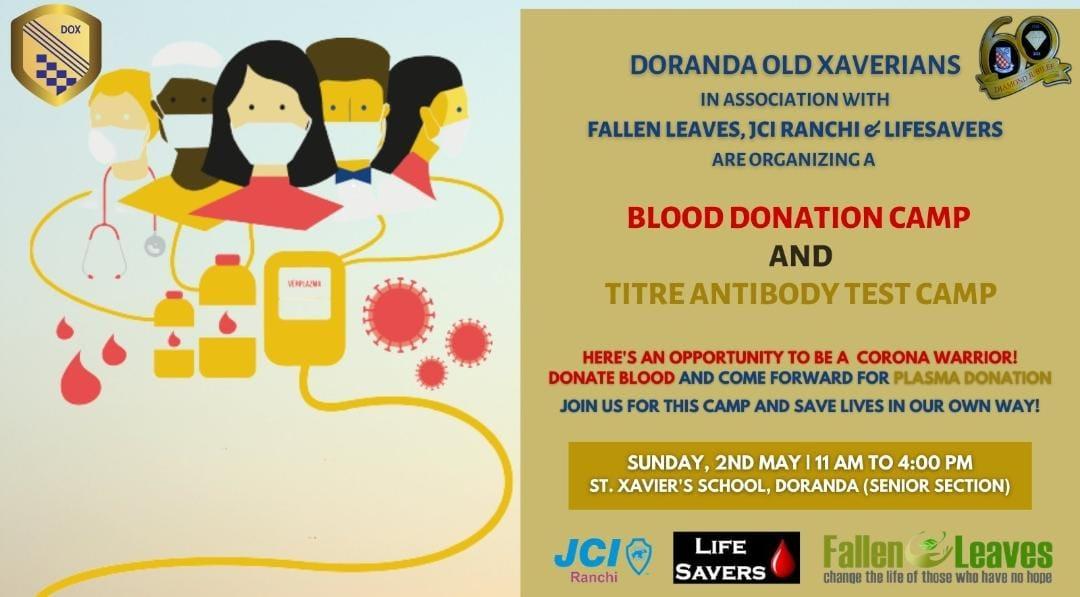 DOX
60
DIAMOND JUBILEE
DORANDA OLD XAVERIANS
IN ASSOCIATION WITH
FALLEN LEAVES, JCI RANCHI & LIFESAVERS
ARE ORGANIZING A
BLOOD DONATION CAMP
AND
TITRE ANTIBODY TEST CAMP
HERE'S AN OPPORTUNITY TO BE A CORONA WARRIOR!
DONATE BLOOD AND COME FORWARD FOR PLASMA DONATION
JOIN US FOR THIS CAMP AND SAVE LIVES IN OUR OWN WAY!
SUNDAY, 2ND MAY | 11 AM TO 4:00 PM
ST. XAVIER'S SCHOOL, DORANDA (SENIOR SECTION)
JCI
Ranchi
LIFE
SAVERS
Fallen Leaves
change the life of those who have no hope